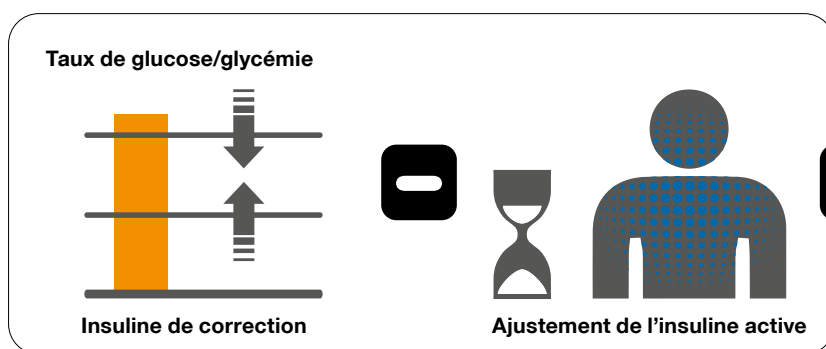 Taux de glucose/glycémie
Insuline de correction
Ajustement de l’insuline active